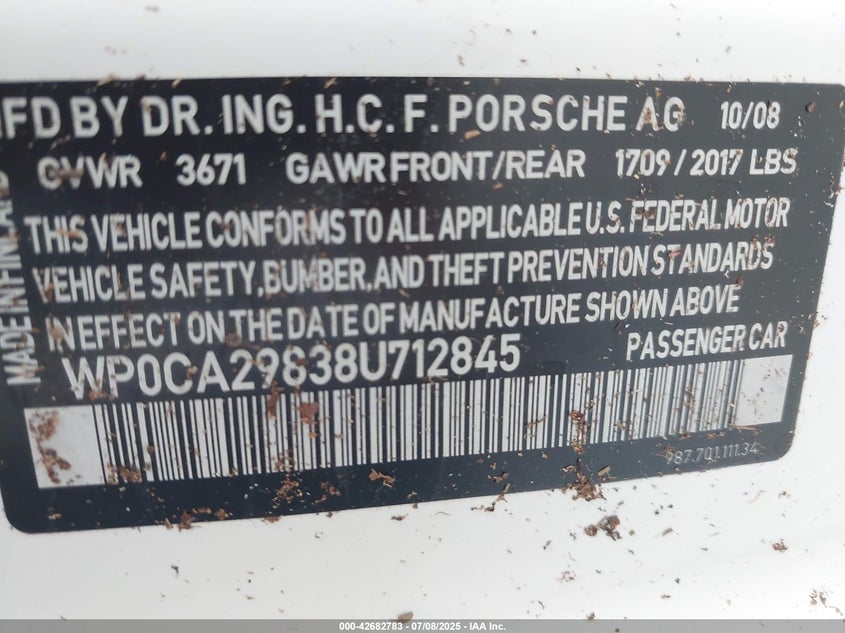 MFD BY DR. ING. H.C. F. PORSCHE AG 10/08
GVWR 3671 GAWR FRONT/REAR 1709 / 2017 LBS
THIS VEHICLE CONFORMS TO ALL APPLICABLE U.S. FEDERAL MOTOR
VEHICLE SAFETY, BUMBER, AND THEFT PREVENTION STANDARDS
IN EFFECT ON THE DATE OF MANUFACTURE SHOWN ABOVE
WP0CA29838U712845 PASSENGER CAR
MADE IN FINLAND
987.701.111.34
000-42682783 - 07/08/2025 - IAA Inc.